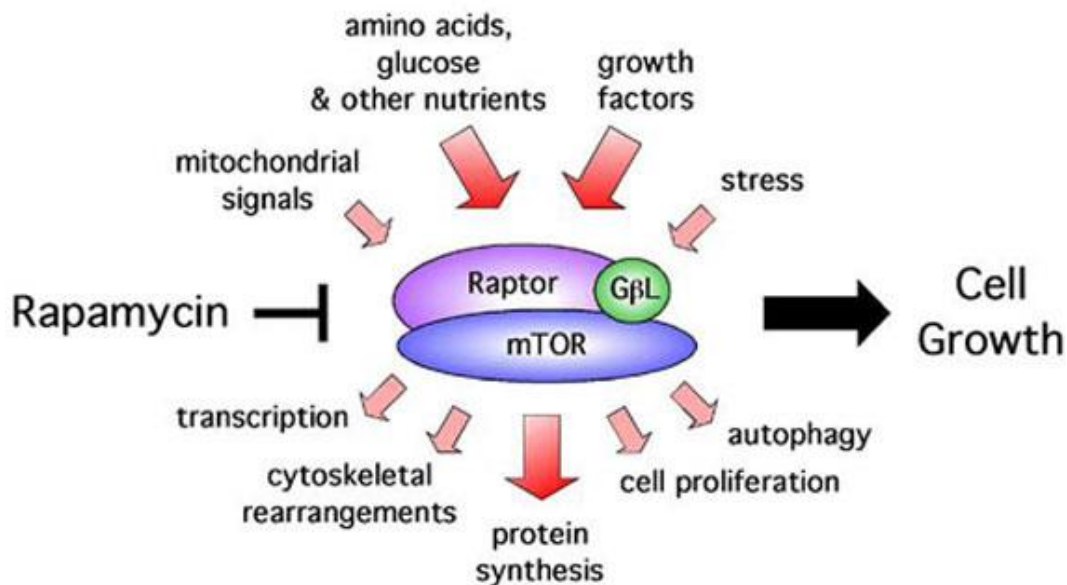 amino acids,
glucose
& other nutrients
growth
factors
mitochondrial
signals
stress
Raptor
GβL
mTOR
Rapamycin
Cell
Growth
transcription
cytoskeletal
rearrangements
protein
synthesis
cell proliferation
autophagy